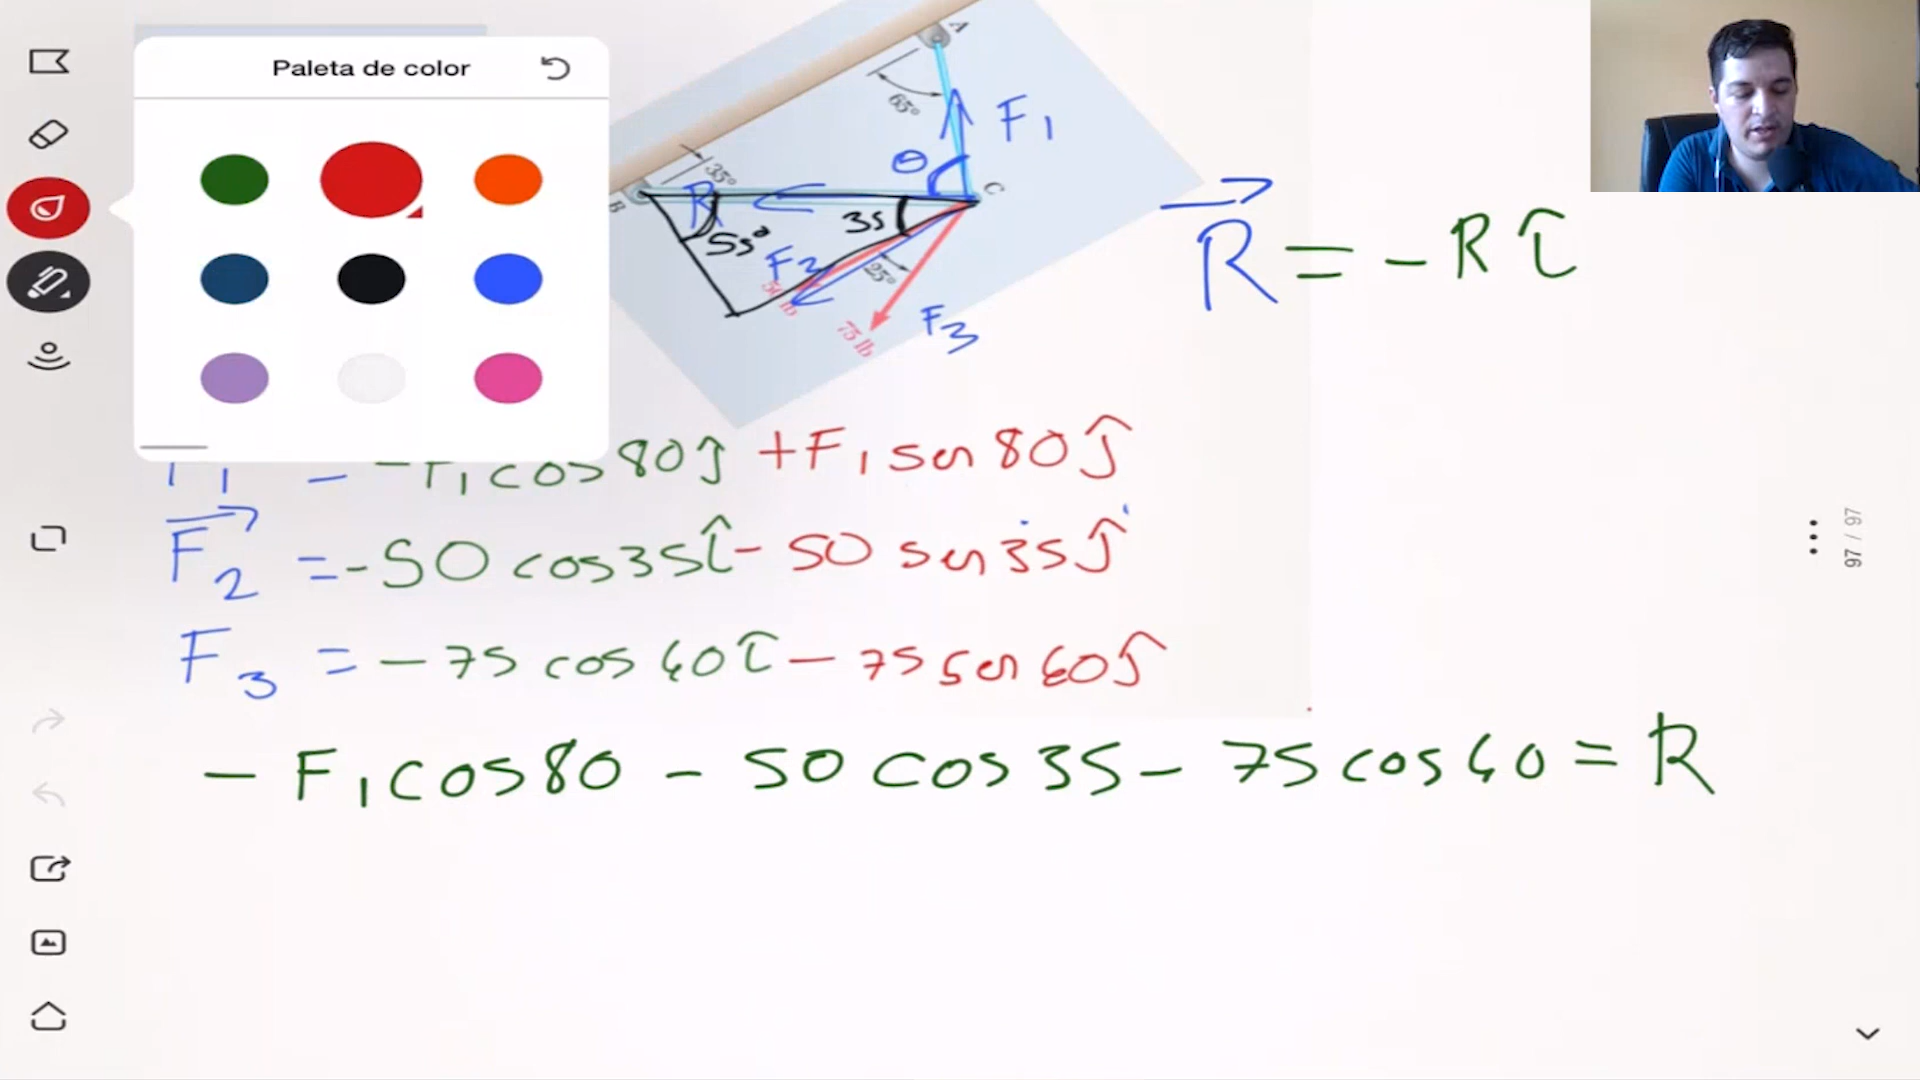 Paleta de color
A
65°
F1
θ
35°
C
B
R
55°
35
F2
25°
50 lb
75 lb
F3
R⃗ = -R î
F1 = -F1 cos 80 ĵ + F1 sen 80 ĵ
F⃗2 = -50 cos 35 î - 50 sen 35 ĵ
F3 = -75 cos 60 î - 75 sen 60 ĵ
- F1 cos 80 - 50 cos 35 - 75 cos 60 = R
97 / 97